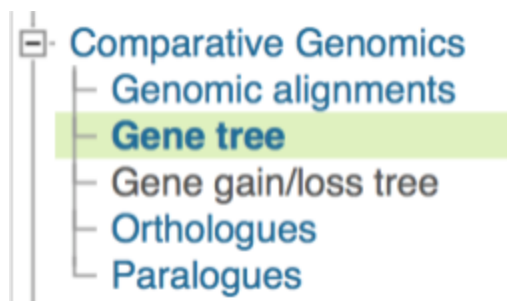 Comparative Genomics
Genomic alignments
Gene tree
Gene gain/loss tree
Orthologues
Paralogues